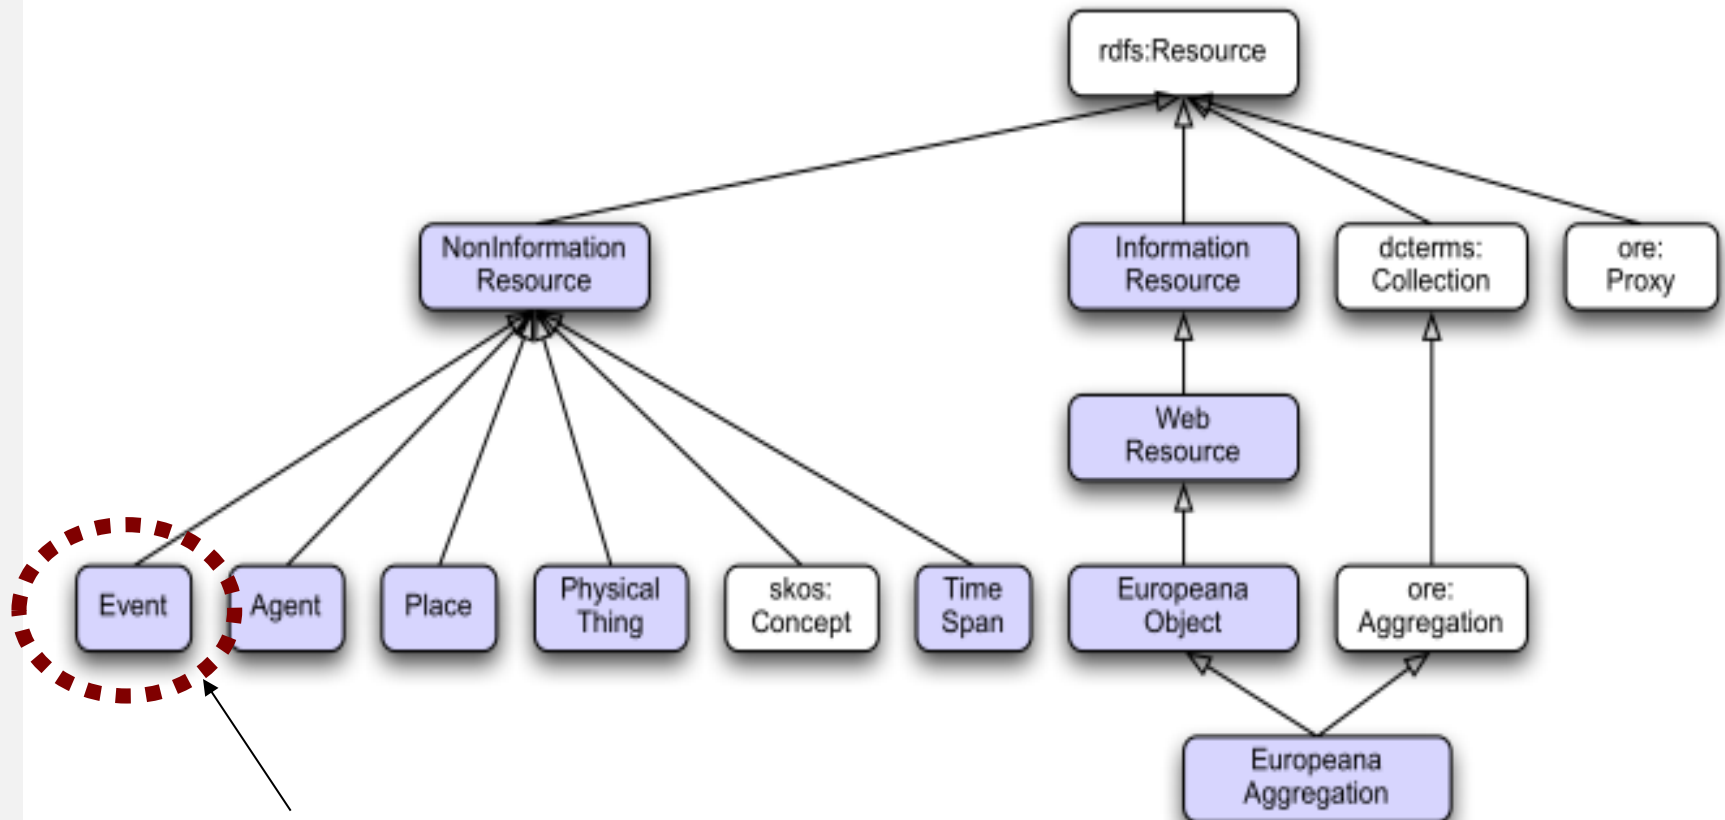 rdfs:Resource
NonInformation
Resource
Information
Resource
dcterms:
Collection
ore:
Proxy
Web
Resource
Event
Agent
Place
Physical
Thing
skos:
Concept
Time
Span
Europeana
Object
ore:
Aggregation
Europeana
Aggregation